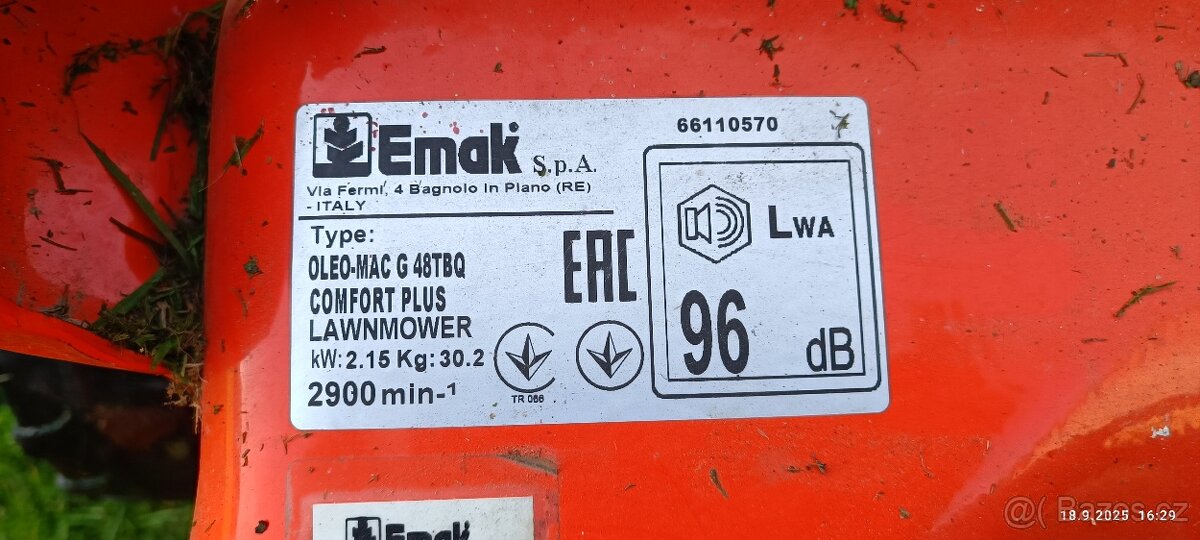 Emak S.p.A.
66110570
Via Fermi, 4 Bagnolo In Piano (RE)
- ITALY
Type:
OLEO-MAC G 48TBQ
COMFORT PLUS
LAWNMOWER
kW: 2.15 Kg: 30.2
2900 min-¹
EAC
TR 066
LWA
96 dB
Emak
@Bazos.cz
18.9.2025 16:29